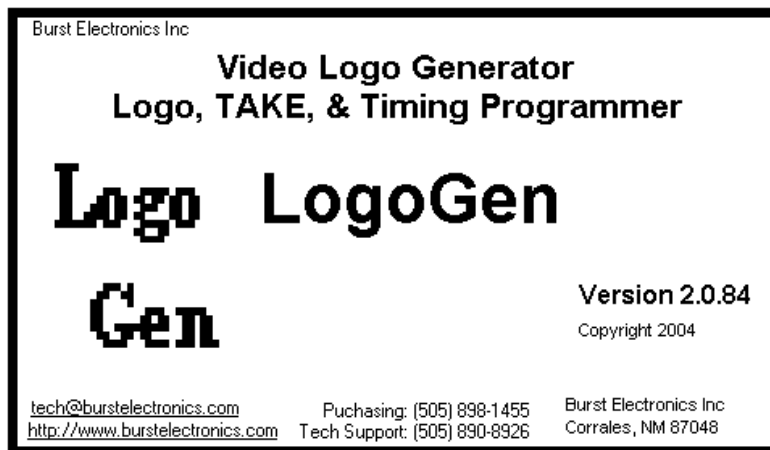 Burst Electronics Inc
Video Logo Generator
Logo, TAKE, & Timing Programmer
Logo
Gen
LogoGen
Version 2.0.84
Copyright 2004
tech@burstelectronics.com
http://www.burstelectronics.com
Puchasing: (505) 898-1455
Tech Support: (505) 890-8926
Burst Electronics Inc
Corrales, NM 87048